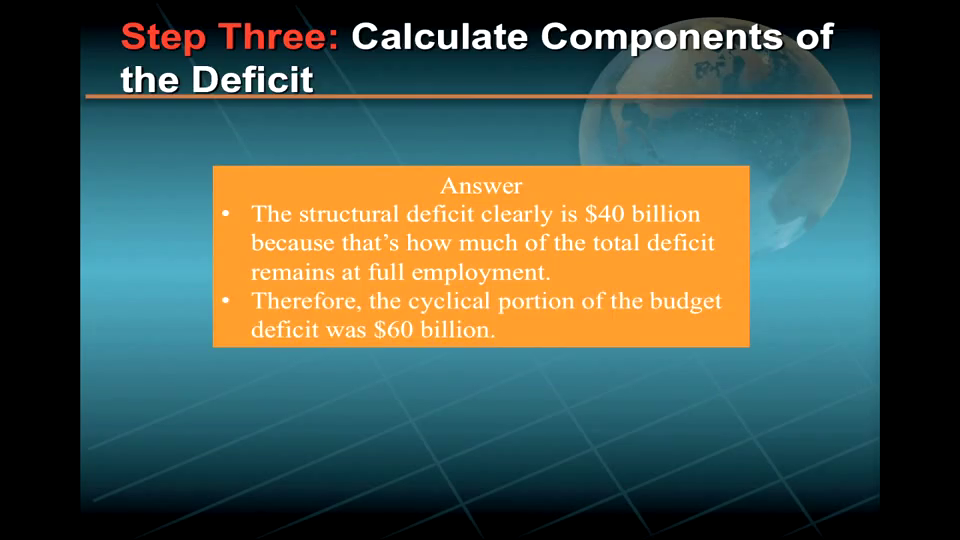 Step Three: Calculate Components of
the Deficit
Answer
• The structural deficit clearly is $40 billion
because that’s how much of the total deficit
remains at full employment.
• Therefore, the cyclical portion of the budget
deficit was $60 billion.